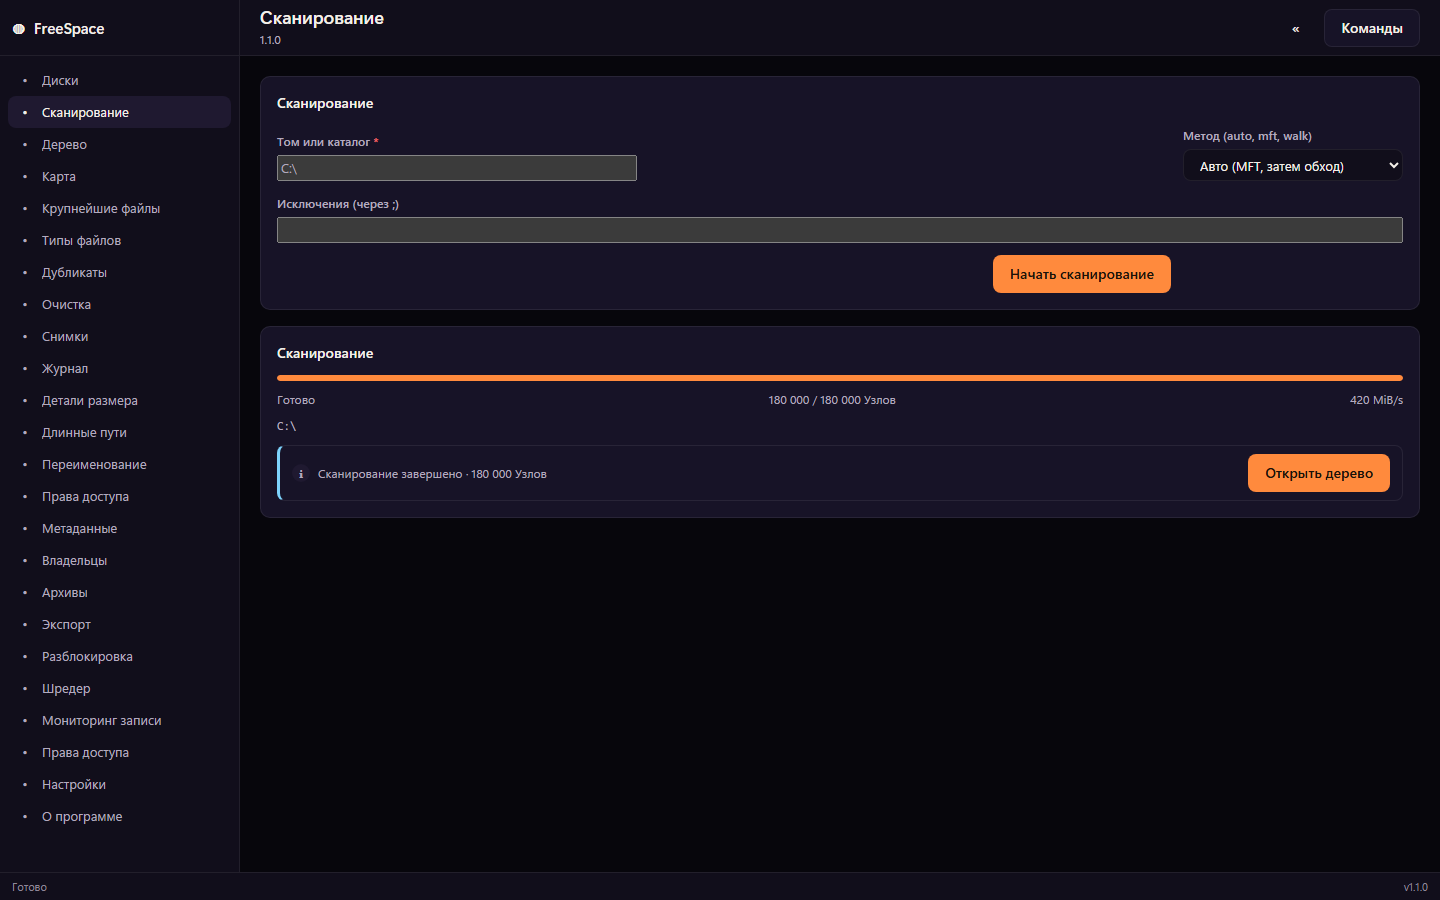 FreeSpace
Диски
Сканирование
Дерево
Карта
Крупнейшие файлы
Типы файлов
Дубликаты
Очистка
Снимки
Журнал
Детали размера
Длинные пути
Переименование
Права доступа
Метаданные
Владельцы
Архивы
Экспорт
Разблокировка
Шредер
Мониторинг записи
Права доступа
Настройки
О программе
Сканирование
1.1.0
«
Команды
Сканирование
Том или каталог *
C:\
Метод (auto, mft, walk)
Авто (MFT, затем обход)
Исключения (через ;)
Начать сканирование
Сканирование
Готово
180 000 / 180 000 Узлов
420 MiB/s
C:\
Сканирование завершено · 180 000 Узлов
Открыть дерево
Готово
v1.1.0